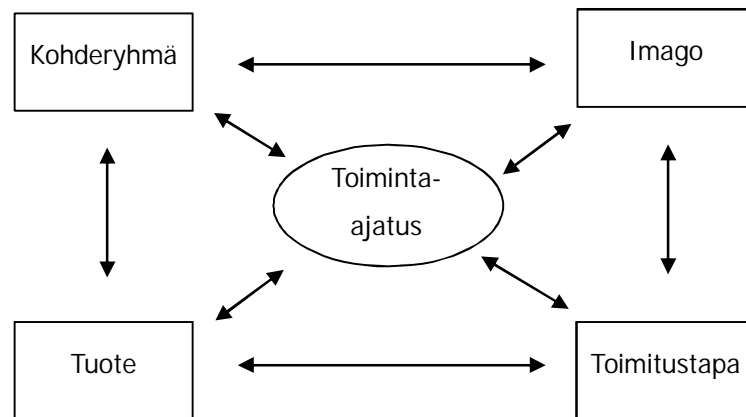 Kohderyhmä
Imago
Toiminta-
ajatus
Tuote
Toimitustapa